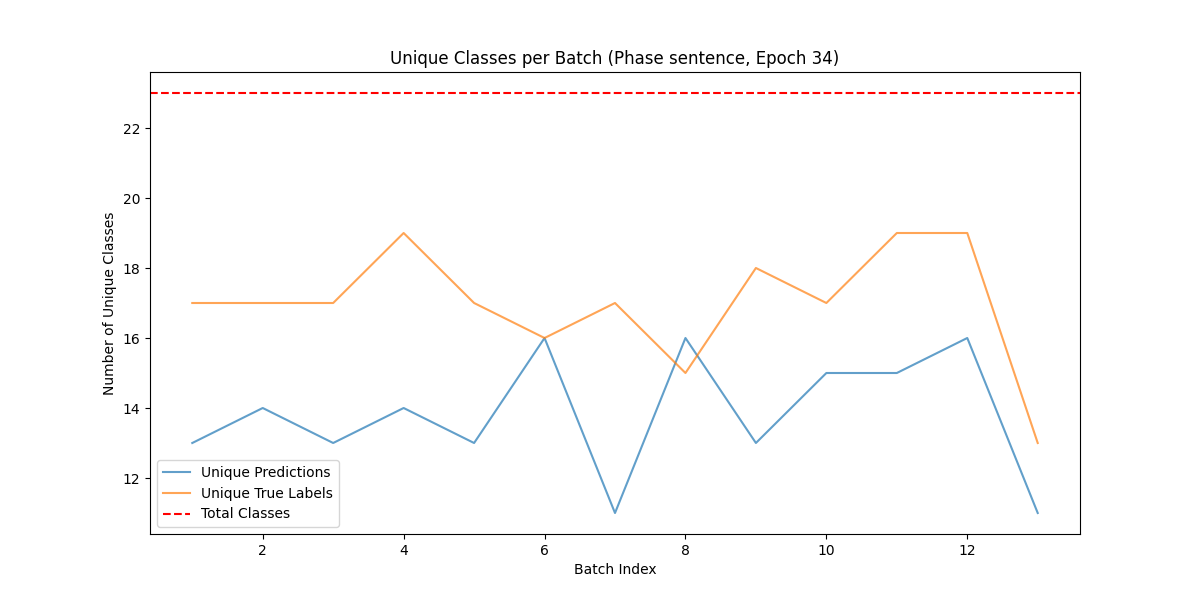 Unique Classes per Batch (Phase sentence, Epoch 34)
Number of Unique Classes
22
20
18
16
14
12
Unique Predictions
Unique True Labels
Total Classes
2 4 6 8 10 12
Batch Index